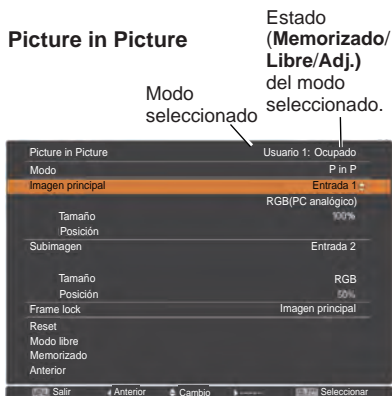 Picture in Picture
Estado
(Memorizado/
Libre/Adj.)
del modo
seleccionado.
Modo
seleccionado
Picture in Picture Usuario 1: Ocupado
Modo P in P
Imagen principal Entrada 1
RGB(PC analógico)
Tamaño 100%
Posición
Subimagen Entrada 2
Tamaño RGB
Posición 50%
Frame lock Imagen principal
Reset
Modo libre
Memorizado
Anterior
Salir Anterior Cambio ----- Seleccionar